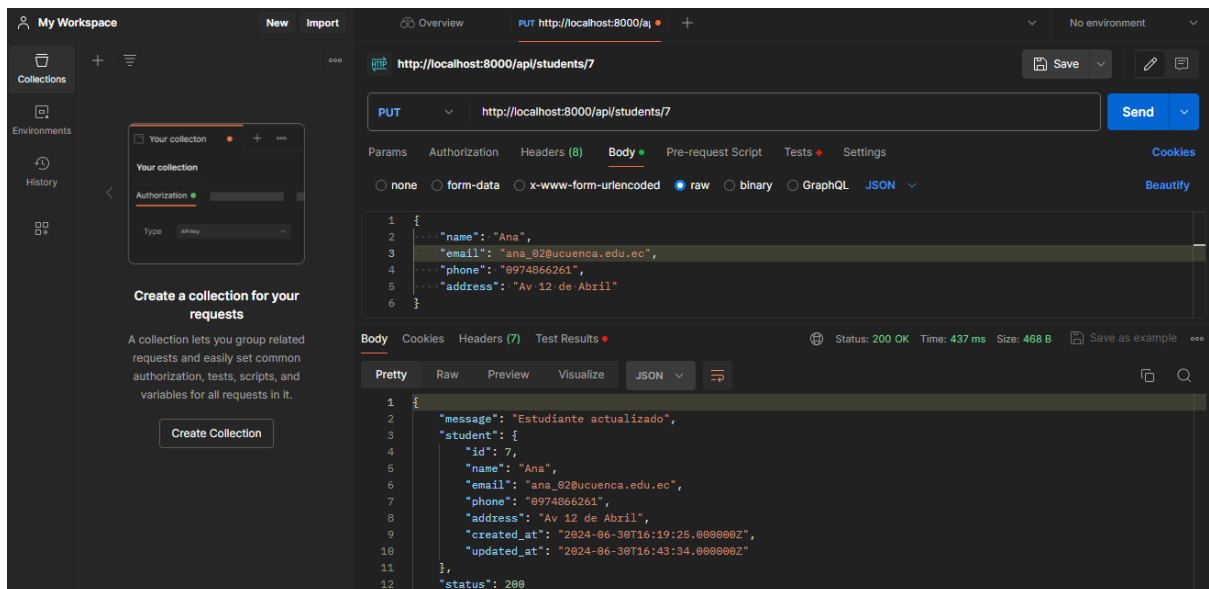 My Workspace New Import Overview PUT http://localhost:8000/a No environment
Collections
HTTP http://localhost:8000/api/students/7 Save
PUT http://localhost:8000/api/students/7 Send
Environments
History
Params Authorization Headers (8) Body Pre-request Script Tests Settings Cookies
none form-data x-www-form-urlencoded raw binary GraphQL JSON Beautify
Your collecton
Your collection
Authorization
Type API Key
Create a collection for your
requests
A collection lets you group related
requests and easily set common
authorization, tests, scripts, and
variables for all requests in it.
Create Collection
1 {
2 "name": "Ana",
3 "email": "ana_02@ucuenca.edu.ec",
4 "phone": "0974866261",
5 "address": "Av 12 de Abril"
6 }
Body Cookies Headers (7) Test Results Status: 200 OK Time: 437 ms Size: 468 B Save as example
Pretty Raw Preview Visualize JSON
1 {
2 "message": "Estudiante actualizado",
3 "student": {
4 "id": 7,
5 "name": "Ana",
6 "email": "ana_02@ucuenca.edu.ec",
7 "phone": "0974866261",
8 "address": "Av 12 de Abril",
9 "created_at": "2024-06-30T16:19:25.000000Z",
10 "updated_at": "2024-06-30T16:43:34.000000Z"
11 },
12 "status": 200